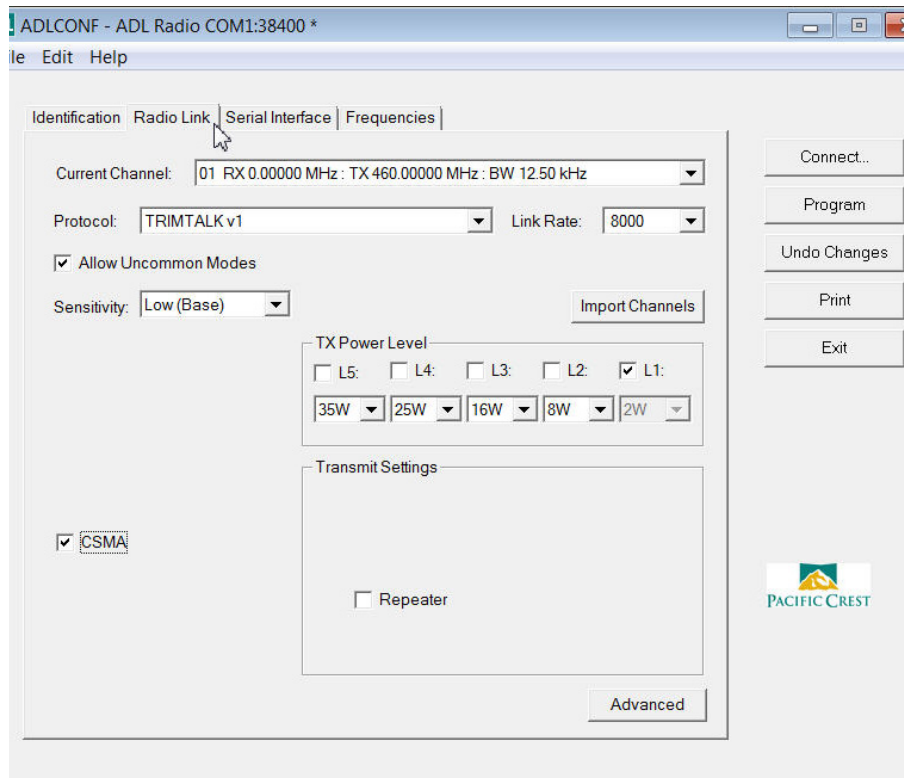 ADLCONF - ADL Radio COM1:38400 *
ile Edit Help
Identification Radio Link Serial Interface Frequencies
Current Channel: 01 RX 0.00000 MHz : TX 460.00000 MHz : BW 12.50 kHz
Connect...
Protocol: TRIMTALK v1 Link Rate: 8000
Program
Allow Uncommon Modes
Undo Changes
Sensitivity: Low (Base) Import Channels
Print
TX Power Level
Exit
L5: L4: L3: L2: L1:
35W 25W 16W 8W 2W
Transmit Settings
CSMA
Repeater
PACIFIC CREST
Advanced